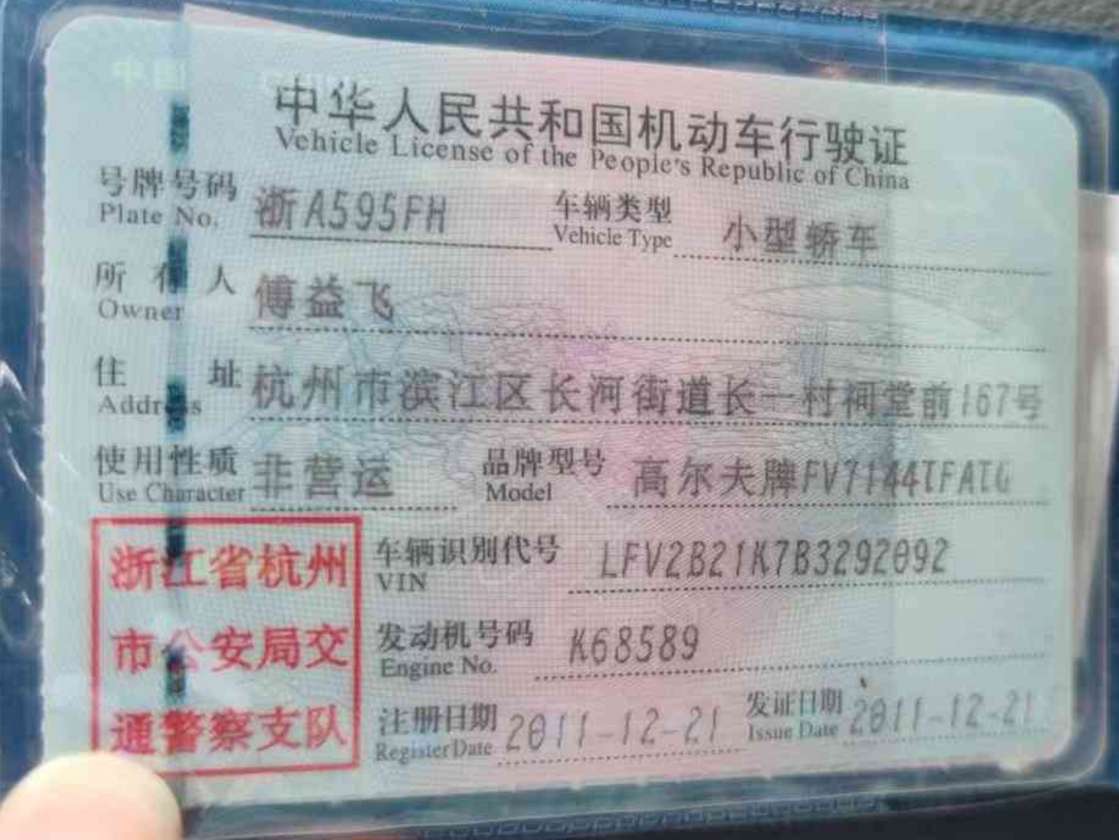 中华人民共和国机动车行驶证
Vehicle License of the People's Republic of China
号牌号码 浙A595FH 车辆类型 小型轿车
Plate No. Vehicle Type
所有人 傅益飞
Owner
住址 杭州市滨江区长河街道长一村祠堂前167号
Address
使用性质 非营运 品牌型号 高尔夫牌FV7144TFATG
Use Character Model
浙江省杭州
市公安局交
通警察支队
车辆识别代号 LFV2B21K7B3292092
VIN
发动机号码 K68589
Engine No.
注册日期 2011-12-21 发证日期 2011-12-21
Register Date Issue Date